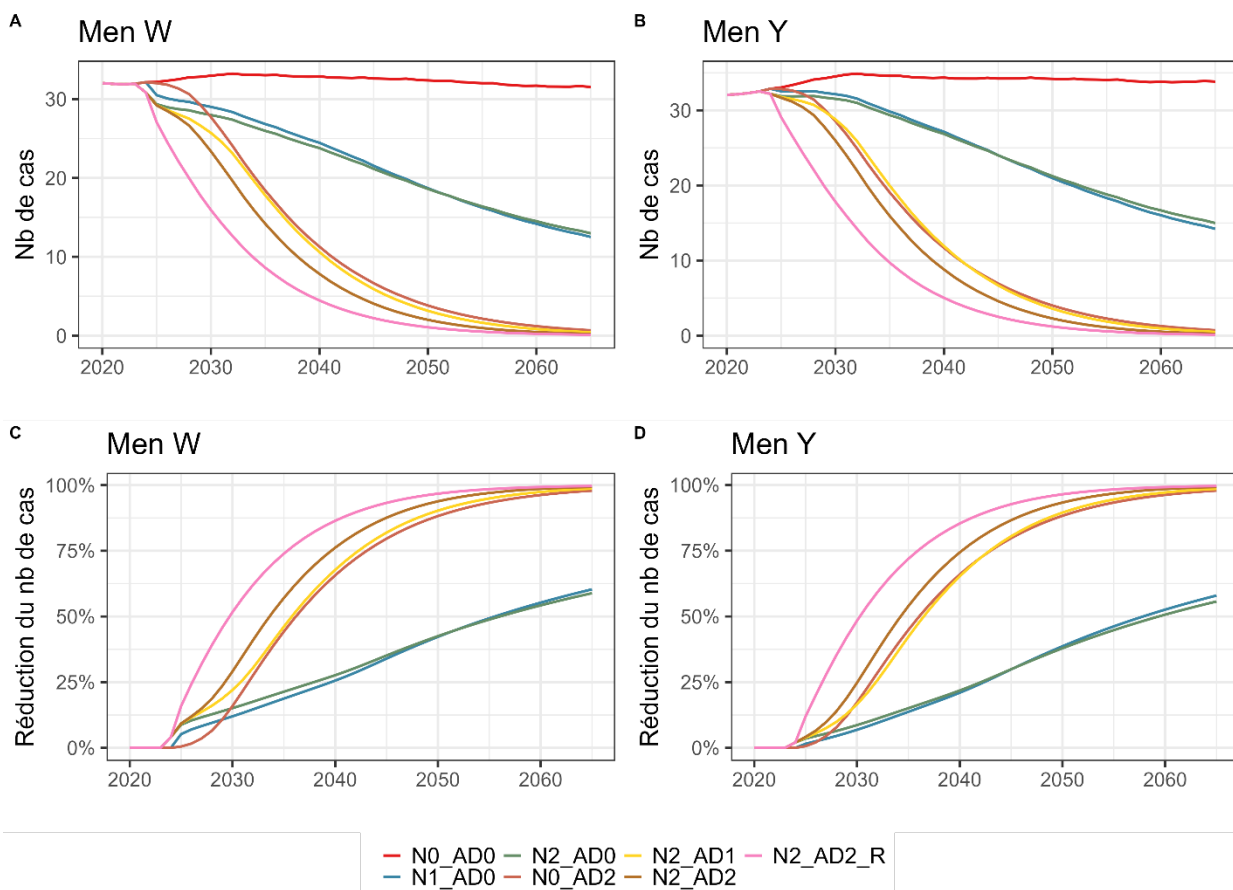 A
Men W
Nb de cas
30
20
10
0
2020
2030
2040
2050
2060
B
Men Y
Nb de cas
30
20
10
0
2020
2030
2040
2050
2060
C
Men W
Réduction du nb de cas
100%
75%
50%
25%
0%
2020
2030
2040
2050
2060
D
Men Y
Réduction du nb de cas
100%
75%
50%
25%
0%
2020
2030
2040
2050
2060
N0_AD0 N2_AD0 N2_AD1 N2_AD2_R
N1_AD0 N0_AD2 N2_AD2